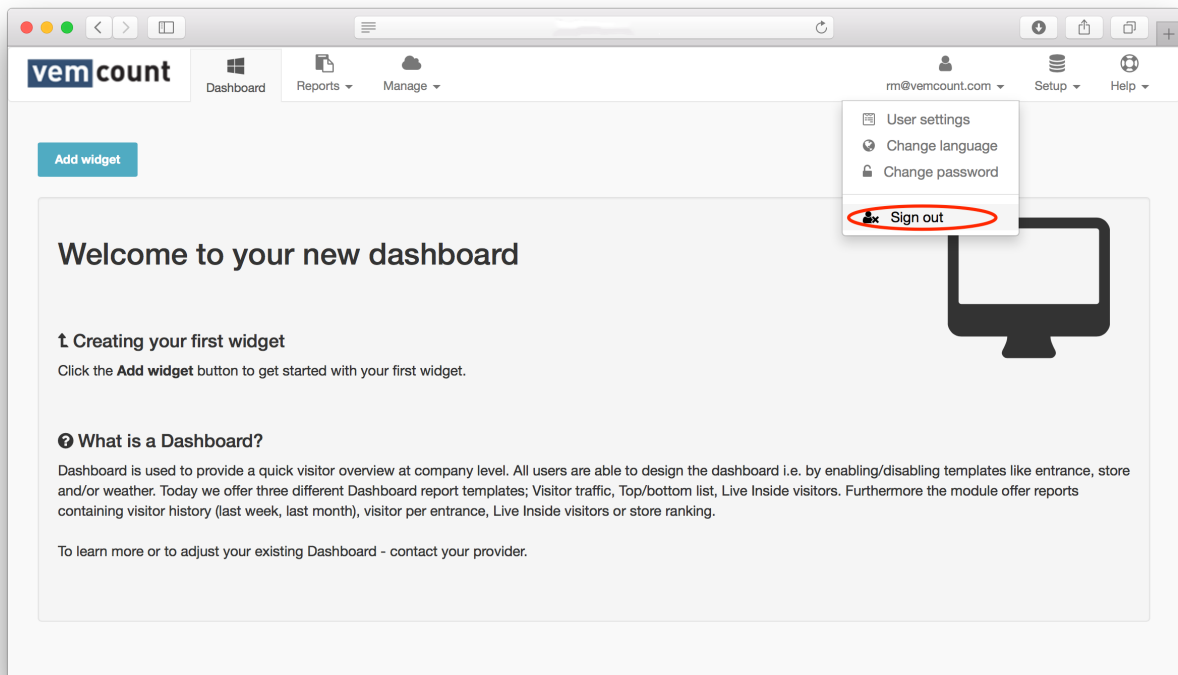 vemcount
Dashboard
Reports
Manage
rm@vemcount.com
Setup
Help
User settings
Change language
Change password
Sign out
Add widget
Welcome to your new dashboard
Creating your first widget
Click the Add widget button to get started with your first widget.
What is a Dashboard?
Dashboard is used to provide a quick visitor overview at company level. All users are able to design the dashboard i.e. by enabling/disabling templates like entrance, store
and/or weather. Today we offer three different Dashboard report templates; Visitor traffic, Top/bottom list, Live Inside visitors. Furthermore the module offer reports
containing visitor history (last week, last month), visitor per entrance, Live Inside visitors or store ranking.
To learn more or to adjust your existing Dashboard - contact your provider.